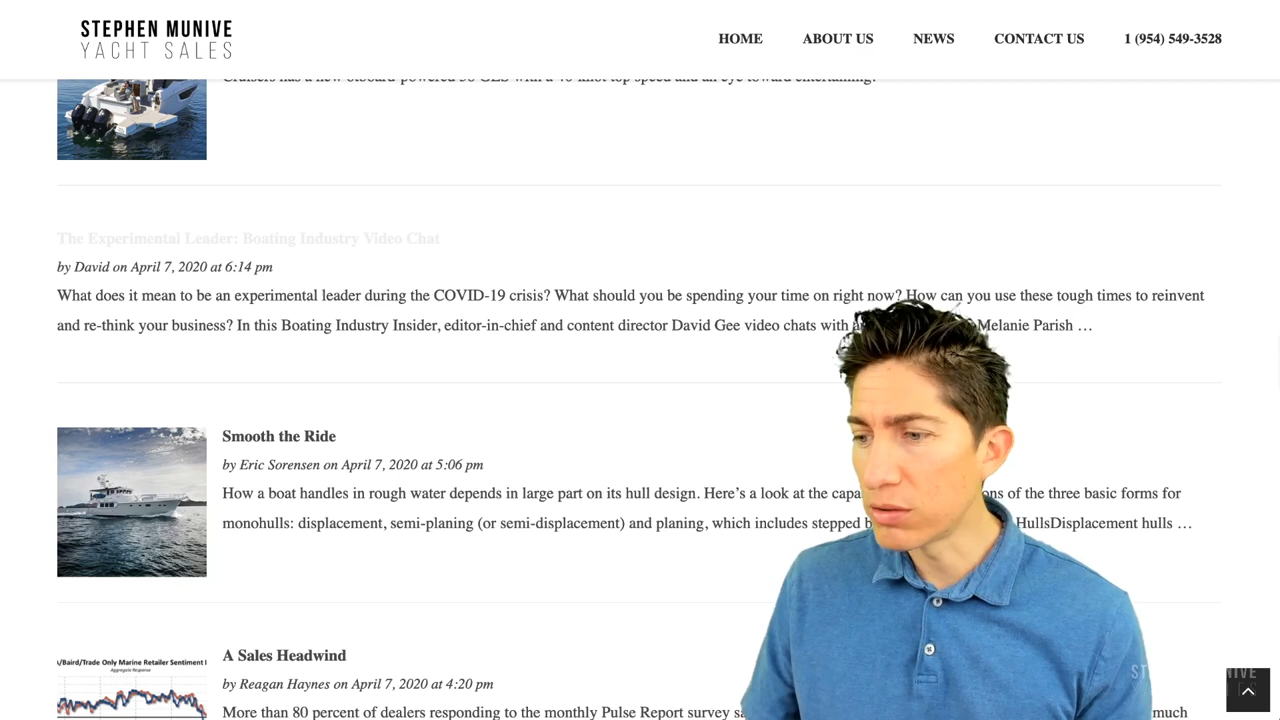 STEPHEN MUNIVE
YACHT SALES
HOME
ABOUT US
NEWS
CONTACT US
1 (954) 549-3528
The Experimental Leader: Boating Industry Video Chat
by David on April 7, 2020 at 6:14 pm
What does it mean to be an experimental leader during the COVID-19 crisis? What should you be spending your time on right now? How can you use these tough times to reinvent
and re-think your business? In this Boating Industry Insider, editor-in-chief and content director David Gee video chats with Melanie Parish …
Smooth the Ride
by Eric Sorensen on April 7, 2020 at 5:06 pm
How a boat handles in rough water depends in large part on its hull design. Here's a look at the of the three basic forms for
monohulls: displacement, semi-planing (or semi-displacement) and planing, which includes stepped HullsDisplacement hulls …
/Baird/Trade Only Marine Retailer Sentiment
Aggregate Response
A Sales Headwind
by Reagan Haynes on April 7, 2020 at 4:20 pm
More than 80 percent of dealers responding to the monthly Pulse Report survey much